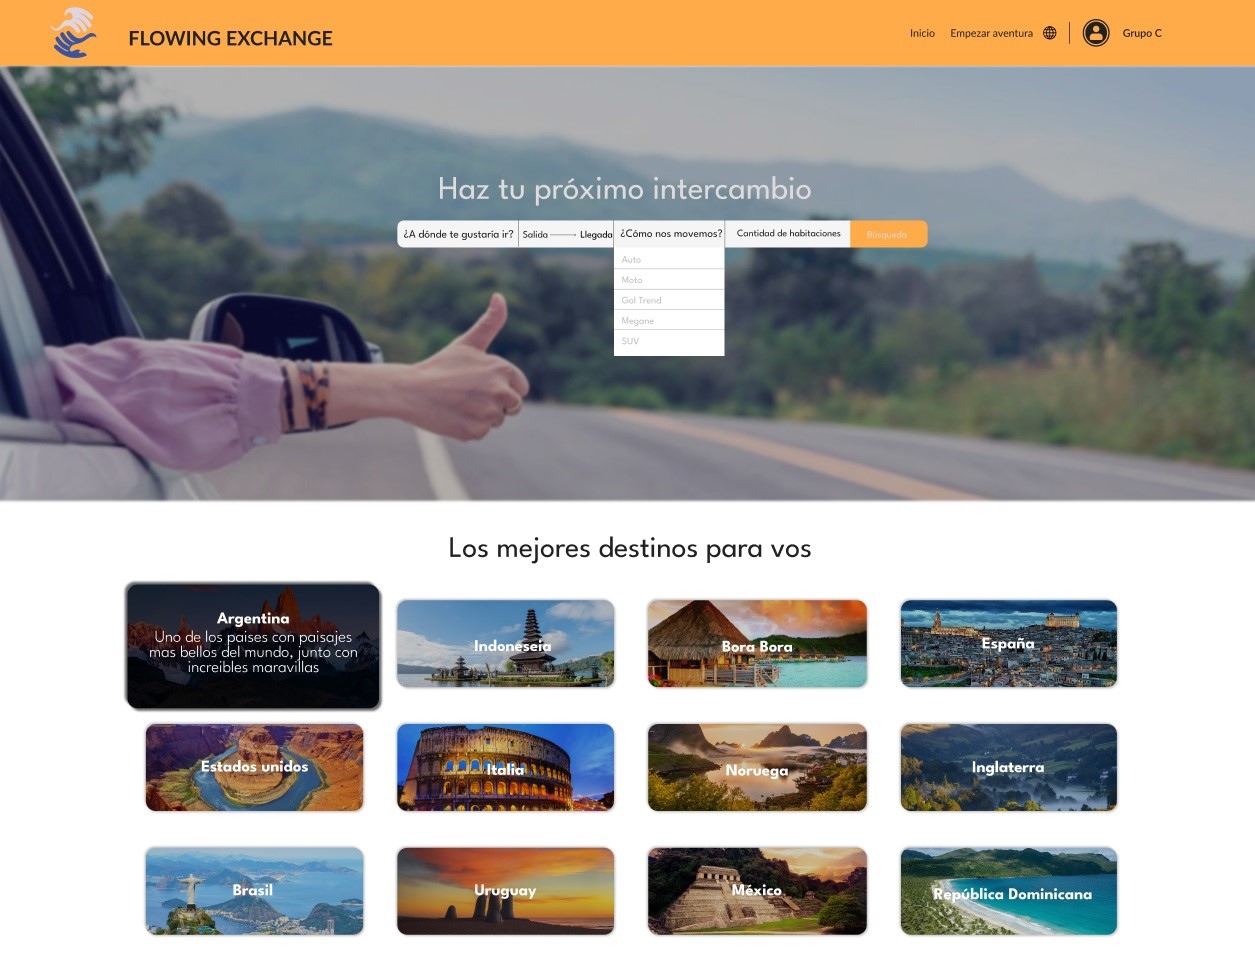 FLOWING EXCHANGE
Inicio
Empezar aventura
Grupo C
Haz tu próximo intercambio
¿A dónde te gustaria ir?
Salida
Llegada
¿Cómo nos movemos?
Cantidad de habitaciones
Búsqueda
Auto
Moto
Gol Trend
Megane
SUV
Los mejores destinos para vos
Argentina
Uno de los paises con paisajes
mas bellos del mundo, junto con
increibles maravillas
Indoneseia
Bora Bora
España
Estados unidos
Italia
Noruega
Inglaterra
Brasil
Uruguay
México
República Dominicana